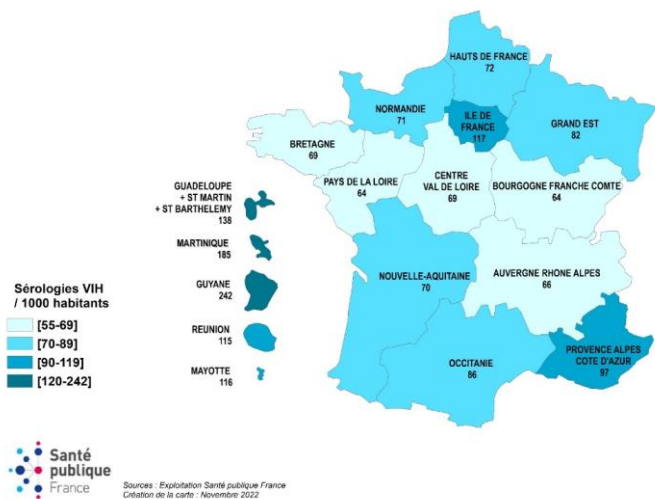 HAUTS DE FRANCE
72
NORMANDIE
71
ILE DE
FRANCE
117
GRAND EST
82
BRETAGNE
69
PAYS DE LA LOIRE
64
CENTRE
VAL DE LOIRE
69
BOURGOGNE FRANCHE COMTE
64
GUADELOUPE
+ ST MARTIN
+ ST BARTHELEMY
138
MARTINIQUE
185
GUYANE
242
REUNION
115
MAYOTTE
116
NOUVELLE-AQUITAINE
70
AUVERGNE RHONE ALPES
66
OCCITANIE
86
PROVENCE ALPES
COTE D'AZUR
97
Sérologies VIH
/ 1000 habitants
[55-69]
[70-89]
[90-119]
[120-242]
Santé
publique
France
Sources : Exploitation Santé publique France
Création de la carte : Novembre 2022